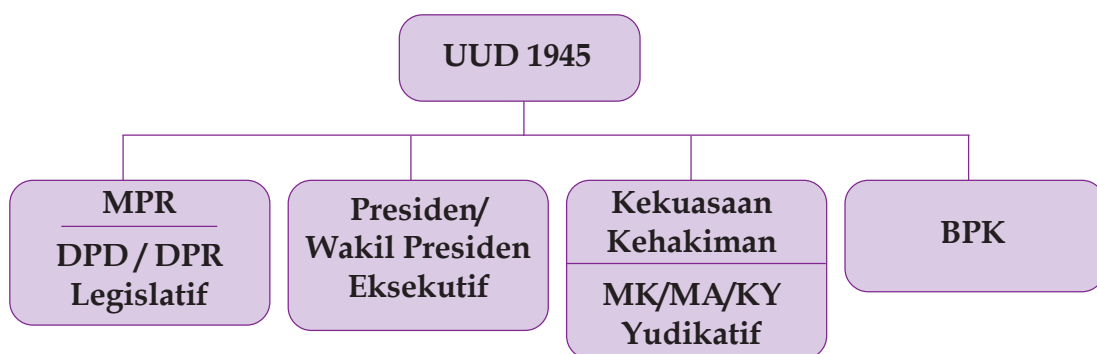 UUD 1945
MPR
DPD / DPR
Legislatif
Presiden/
Wakil Presiden
Eksekutif
Kekuasaan
Kehakiman
MK/MA/KY
Yudikatif
BPK